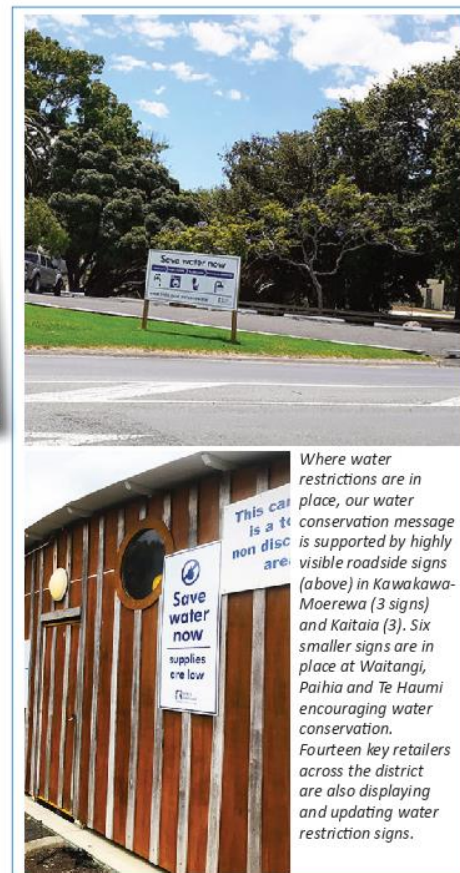 Save water now
Save
water
now
supplies
are low
This car
is a to
non disc
area
Where water
restrictions are in
place, our water
conservation message
is supported by highly
visible roadside signs
(above) in Kawakawa-
Moerewa (3 signs)
and Kaitaia (3). Six
smaller signs are in
place at Waitangi,
Paihia and Te Haumi
encouraging water
conservation.
Fourteen key retailers
across the district
are also displaying
and updating water
restriction signs.